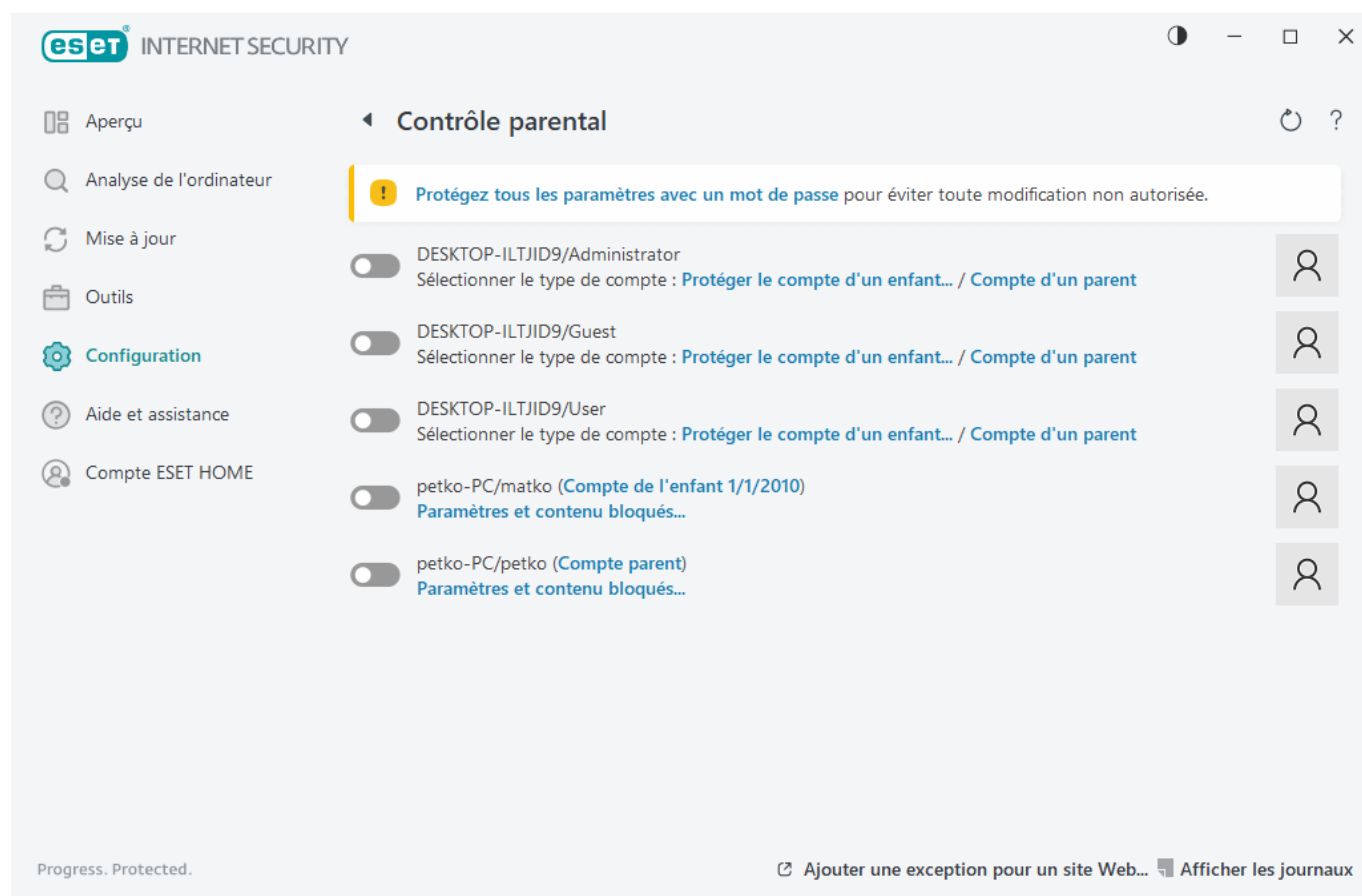 eset® INTERNET SECURITY
Aperçu
Analyse de l'ordinateur
Mise à jour
Outils
Configuration
Aide et assistance
Compte ESET HOME
Contrôle parental
?
! Protégez tous les paramètres avec un mot de passe pour éviter toute modification non autorisée.
DESKTOP-ILTJID9/Administrator
Sélectionner le type de compte : Protéger le compte d'un enfant... / Compte d'un parent
DESKTOP-ILTJID9/Guest
Sélectionner le type de compte : Protéger le compte d'un enfant... / Compte d'un parent
DESKTOP-ILTJID9/User
Sélectionner le type de compte : Protéger le compte d'un enfant... / Compte d'un parent
petko-PC/matko (Compte de l'enfant 1/1/2010)
Paramètres et contenu bloqués...
petko-PC/petko (Compte parent)
Paramètres et contenu bloqués...
Progress. Protected.
Ajouter une exception pour un site Web... Afficher les journaux